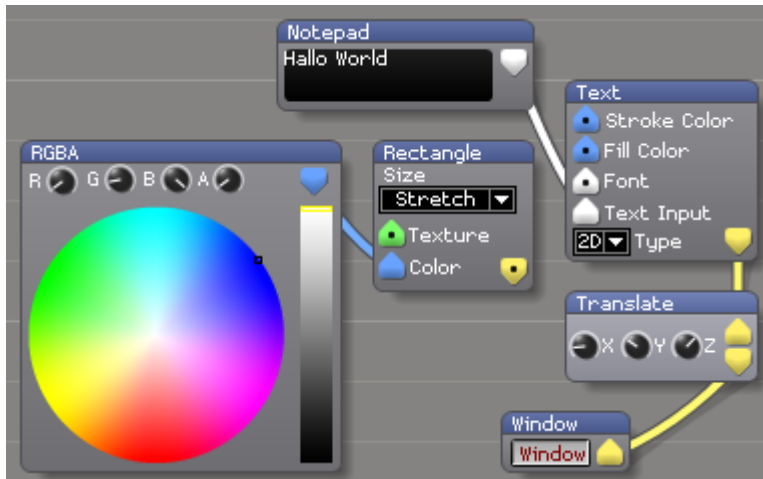 Notepad
Hallo World
Text
Stroke Color
Fill Color
Font
Text Input
2D Type
RGBA
R G B A
Rectangle
Size
Stretch
Texture
Color
Translate
X Y Z
Window
Window